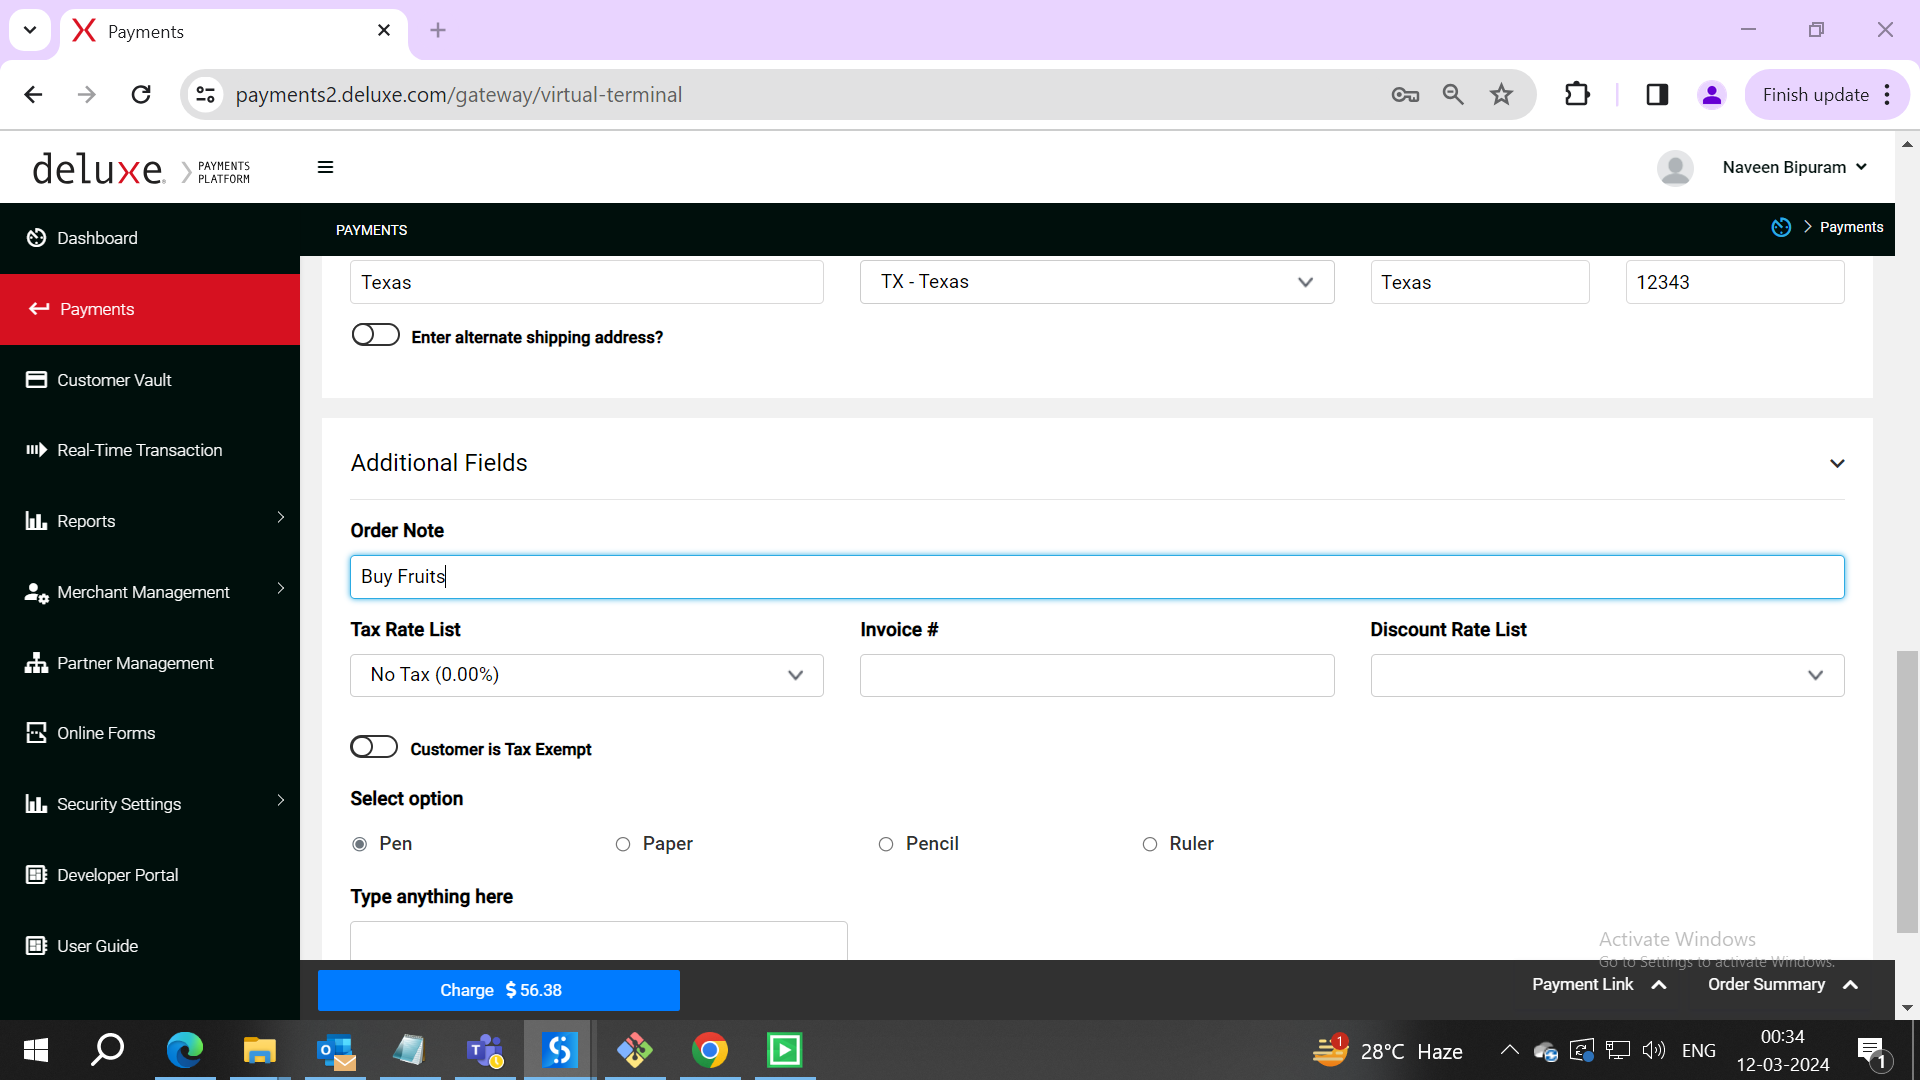 Payments
payments2.deluxe.com/gateway/virtual-terminal
Finish update
deluxe. PAYMENTS PLATFORM
Naveen Bipuram
Dashboard
Payments
Customer Vault
Real-Time Transaction
Reports
Merchant Management
Partner Management
Online Forms
Security Settings
Developer Portal
User Guide
PAYMENTS
Payments
Texas
TX - Texas
Texas
12343
Enter alternate shipping address?
Additional Fields
Order Note
Buy Fruits
Tax Rate List
Invoice #
Discount Rate List
No Tax (0.00%)
Customer is Tax Exempt
Select option
Pen
Paper
Pencil
Ruler
Type anything here
Activate Windows
Go to Settings to activate Windows.
Charge $ 56.38
Payment Link
Order Summary
1
28°C Haze
ENG
00:34
12-03-2024
1